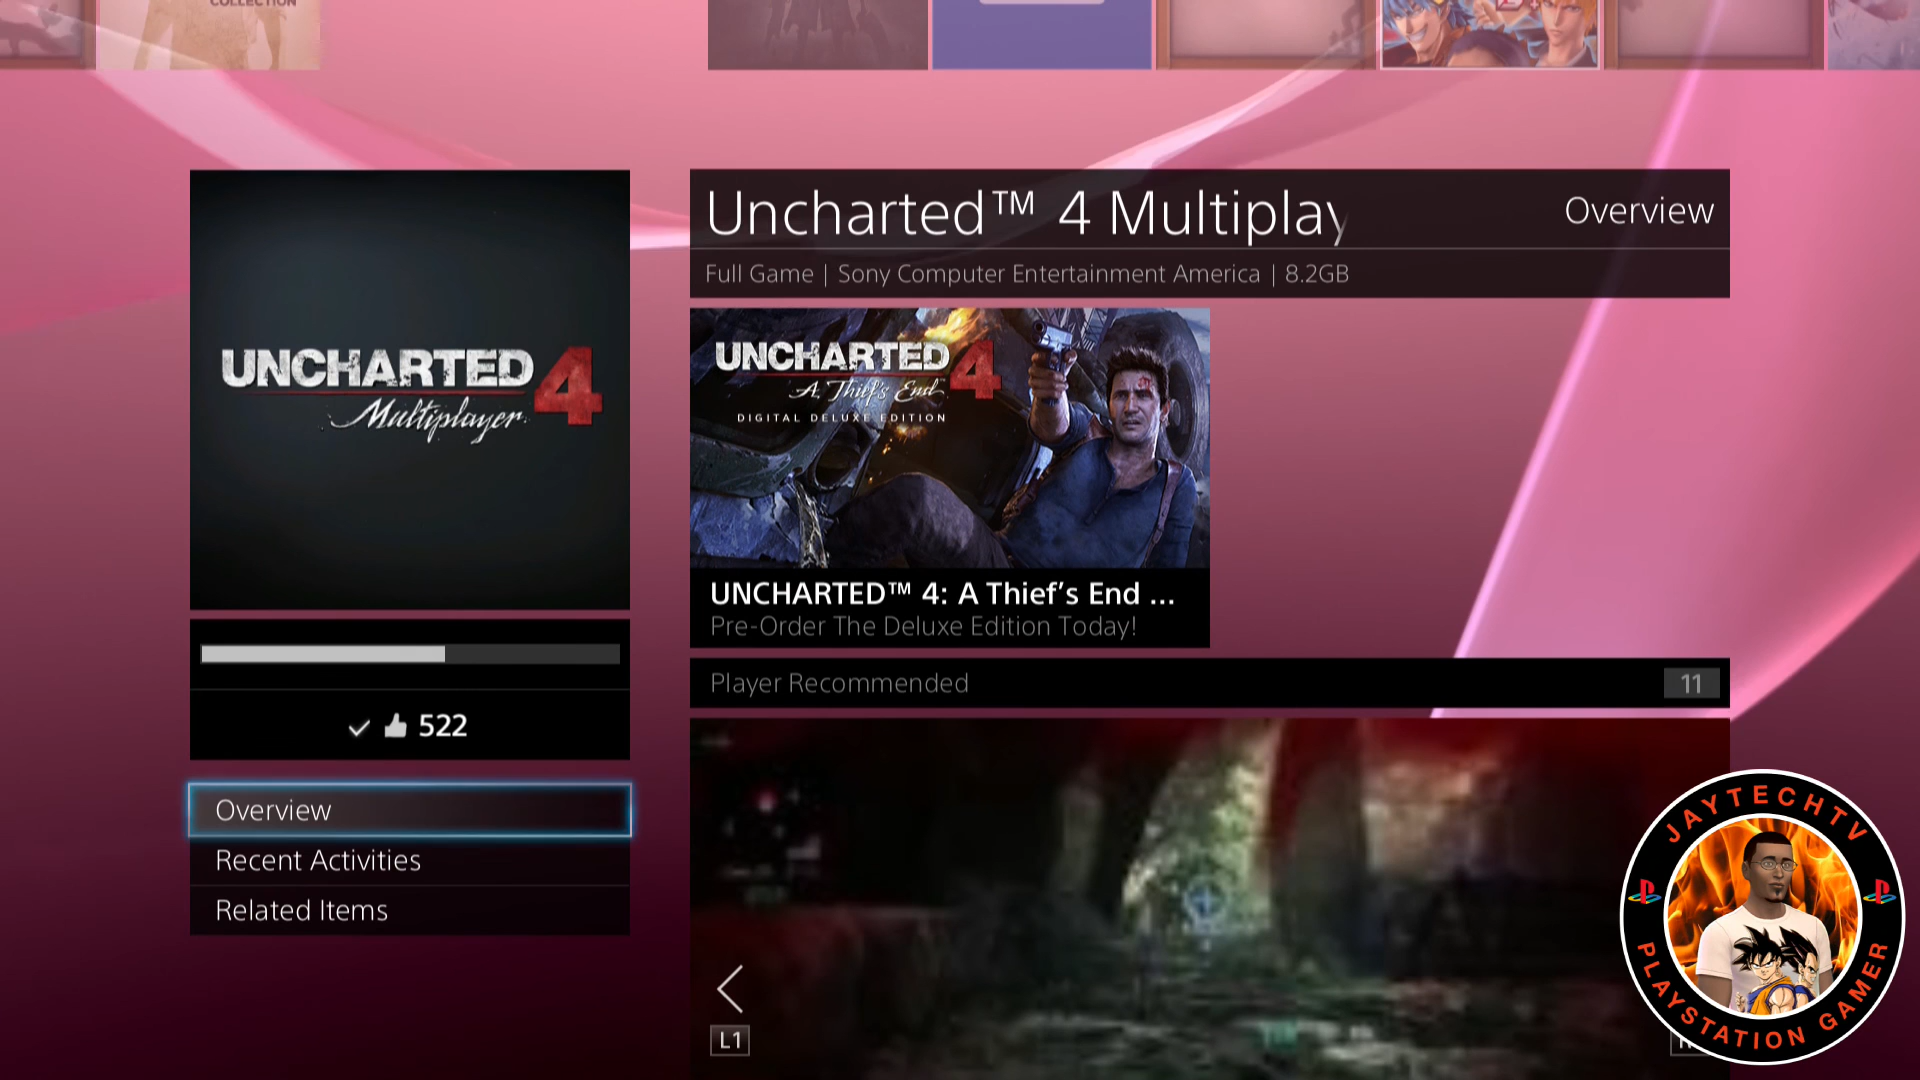 COLLECTION
Uncharted™ 4 Multiplay
Overview
Full Game | Sony Computer Entertainment America | 8.2GB
UNCHARTED 4
Multiplayer
UNCHARTED 4
A Thief's End
DIGITAL DELUXE EDITION
UNCHARTED™ 4: A Thief's End ...
Pre-Order The Deluxe Edition Today!
522
Player Recommended
11
Overview
Recent Activities
Related Items
L1
JAYTECHTV
PLAYSTATION GAMER